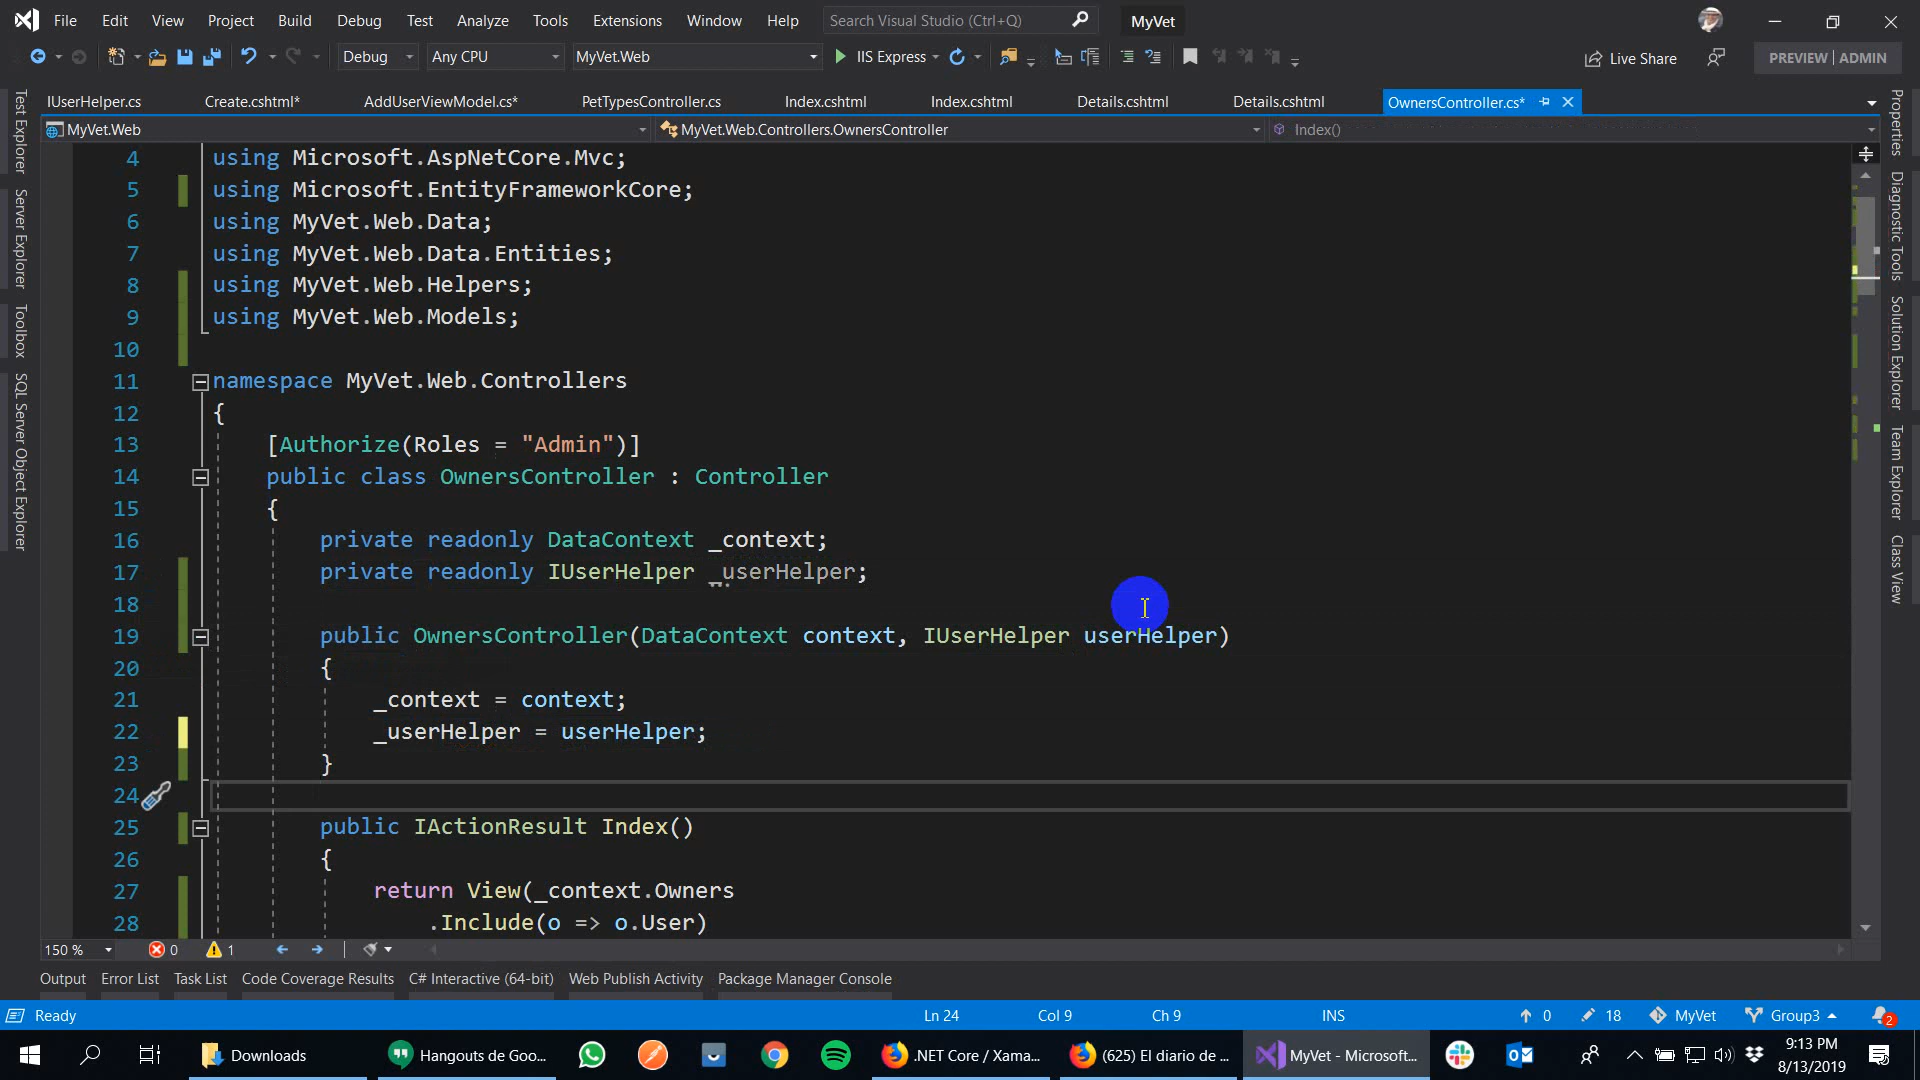 File Edit View Project Build Debug Test Analyze Tools Extensions Window Help Search Visual Studio (Ctrl+Q) MyVet
Debug Any CPU MyVet.Web IIS Express Live Share PREVIEW | ADMIN
IUserHelper.cs Create.cshtml* AddUserViewModel.cs* PetTypesController.cs Index.cshtml Index.cshtml Details.cshtml Details.cshtml OwnersController.cs*
MyVet.Web MyVet.Web.Controllers.OwnersController Index()
4 using Microsoft.AspNetCore.Mvc;
5 using Microsoft.EntityFrameworkCore;
6 using MyVet.Web.Data;
7 using MyVet.Web.Data.Entities;
8 using MyVet.Web.Helpers;
9 using MyVet.Web.Models;
10
11 namespace MyVet.Web.Controllers
12 {
13 [Authorize(Roles = "Admin")]
14 public class OwnersController : Controller
15 {
16 private readonly DataContext _context;
17 private readonly IUserHelper _userHelper;
18
19 public OwnersController(DataContext context, IUserHelper userHelper)
20 {
21 _context = context;
22 _userHelper = userHelper;
23 }
24
25 public IActionResult Index()
26 {
27 return View(_context.Owners
28 .Include(o => o.User)
Test Explorer
Server Explorer
Toolbox
SQL Server Object Explorer
Properties
Diagnostic Tools
Solution Explorer
Team Explorer
Class View
150 % 0 1
Output Error List Task List Code Coverage Results C# Interactive (64-bit) Web Publish Activity Package Manager Console
Ready Ln 24 Col 9 Ch 9 INS 0 18 MyVet Group3 2
Downloads Hangouts de Goo... .NET Core / Xama... (625) El diario de ... MyVet - Microsoft... 9:13 PM
8/13/2019